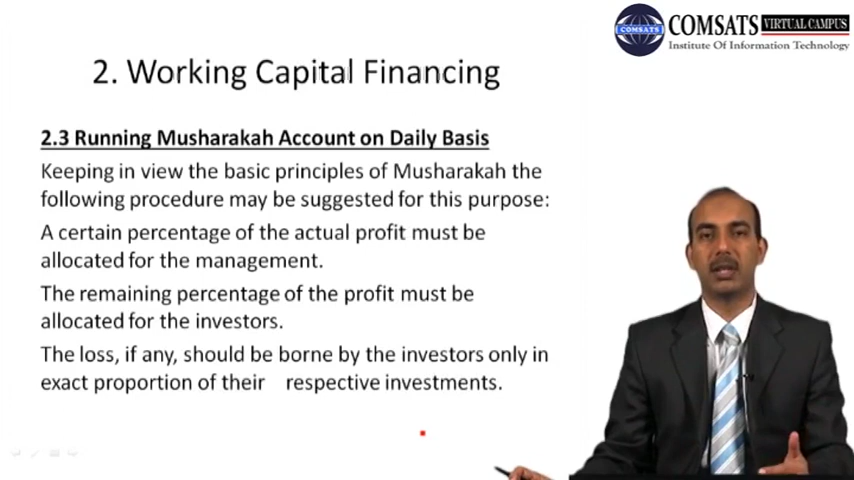 COMSATS VIRTUAL CAMPUS
Institute Of Information Technology
COMSATS
2. Working Capital Financing
2.3 Running Musharakah Account on Daily Basis
Keeping in view the basic principles of Musharakah the
following procedure may be suggested for this purpose:
A certain percentage of the actual profit must be
allocated for the management.
The remaining percentage of the profit must be
allocated for the investors.
The loss, if any, should be borne by the investors only in
exact proportion of their respective investments.